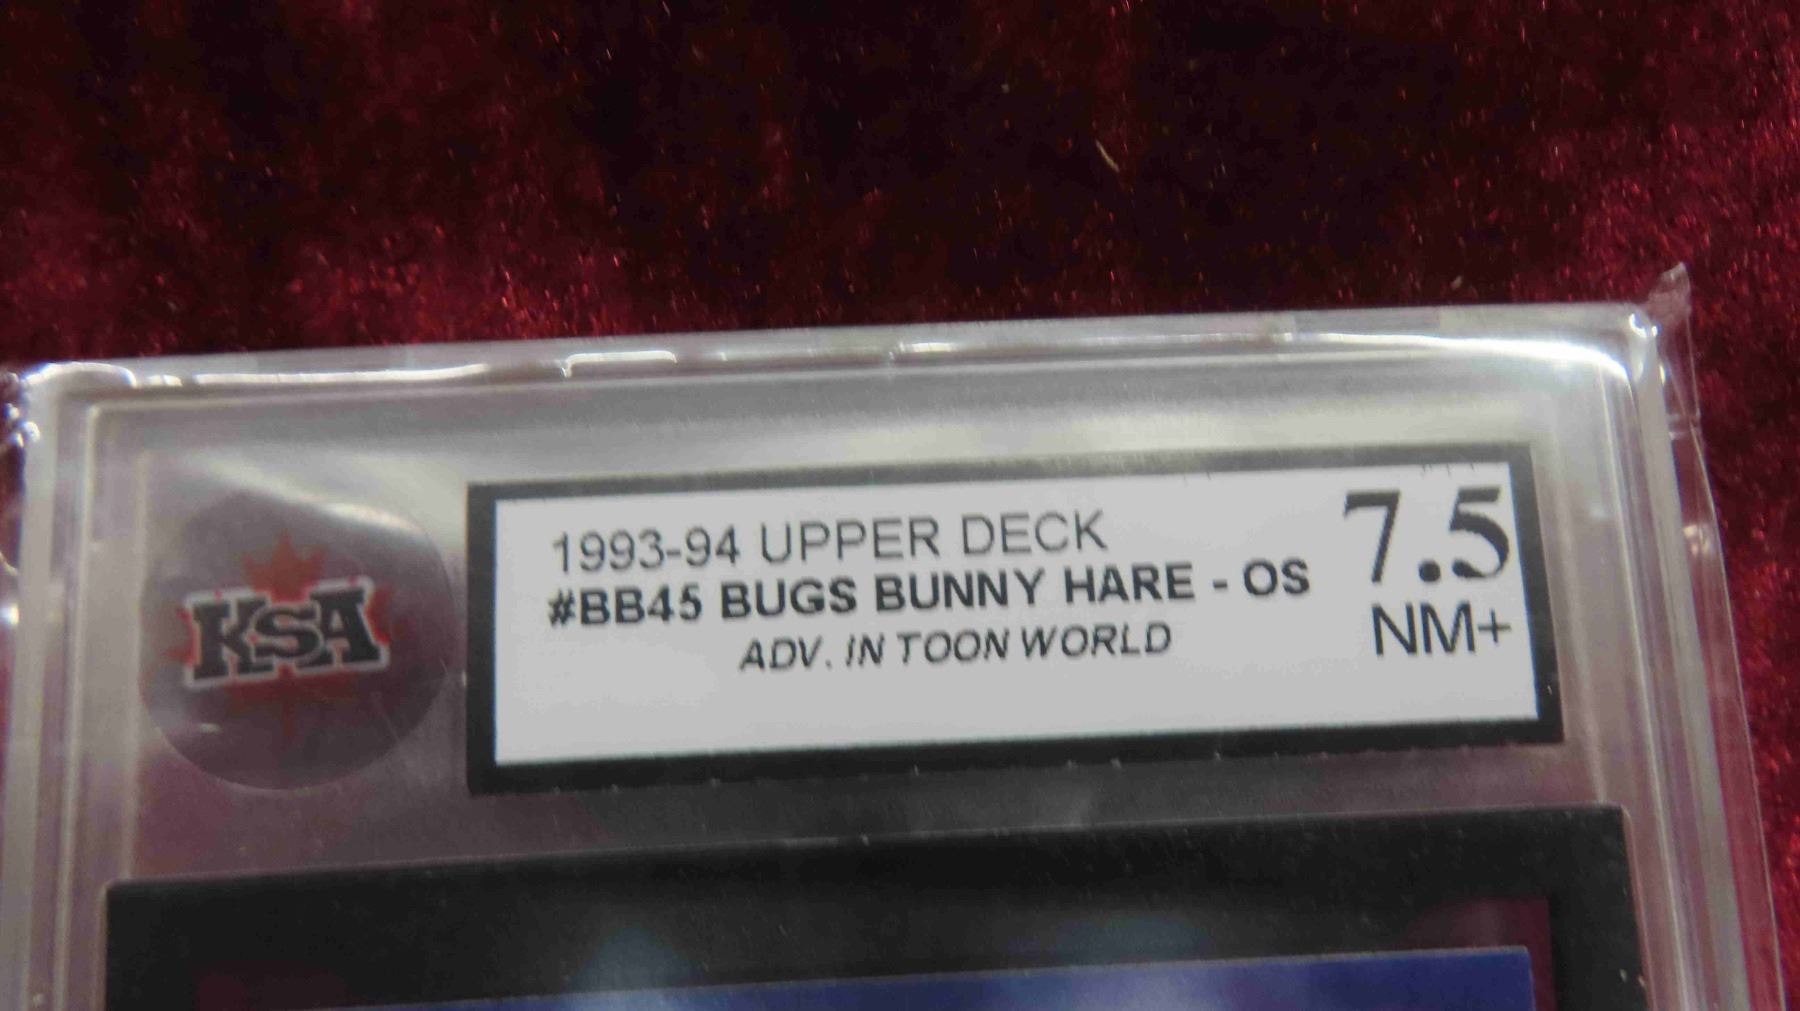 KSA
1993-94 UPPER DECK
#BB45 BUGS BUNNY HARE - OS
ADV. IN TOON WORLD
7.5
NM+